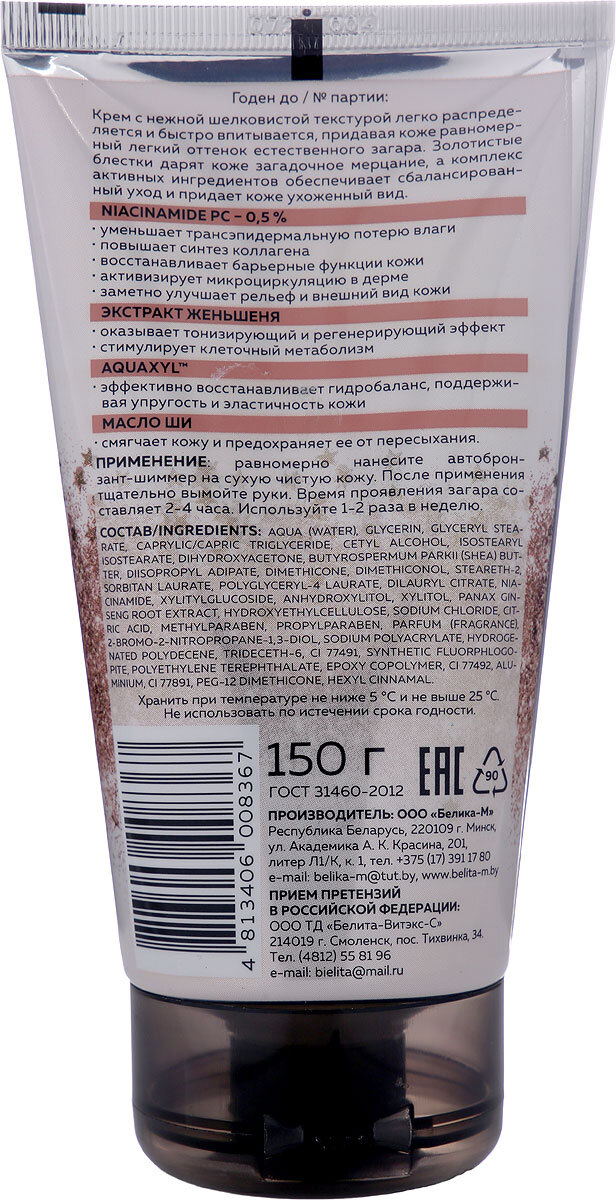 Годен до / № партии:
Крем с нежной шелковистой текстурой легко распреде-
ляется и быстро впитывается, придавая коже равномер-
ный легкий оттенок естественного загара. Золотистые
блестки дарят коже загадочное мерцание, а комплекс
активных ингредиентов обеспечивает сбалансирован-
ный уход и придает коже ухоженный вид.
NIACINAMIDE PC – 0,5 %
· уменьшает трансэпидермальную потерю влаги
· повышает синтез коллагена
· восстанавливает барьерные функции кожи
· активизирует микроциркуляцию в дерме
· заметно улучшает рельеф и внешний вид кожи
ЭКСТРАКТ ЖЕНЬШЕНЯ
· оказывает тонизирующий и регенерирующий эффект
· стимулирует клеточный метаболизм
AQUAXYL™
· эффективно восстанавливает гидробаланс, поддержи-
вая упругость и эластичность кожи
МАСЛО ШИ
· смягчает кожу и предохраняет ее от пересыхания.
ПРИМЕНЕНИЕ: равномерно нанесите автоброн-
зант-шиммер на сухую чистую кожу. После применения
тщательно вымойте руки. Время проявления загара со-
ставляет 2–4 часа. Используйте 1–2 раза в неделю.
СОСТАВ/INGREDIENTS: AQUA (WATER), GLYCERIN, GLYCERYL STEA-
RATE, CAPRYLIC/CAPRIC TRIGLYCERIDE, CETYL ALCOHOL, ISOSTEARYL
ISOSTEARATE, DIHYDROXYACETONE, BUTYROSPERMUM PARKII (SHEA) BUT-
TER, DIISOPROPYL ADIPATE, DIMETHICONE, DIMETHICONOL, STEARETH-2,
SORBITAN LAURATE, POLYGLYCERYL-4 LAURATE, DILAURYL CITRATE, NIA-
CINAMIDE, XYLITYLGLUCOSIDE, ANHYDROXYLITOL, XYLITOL, PANAX GIN-
SENG ROOT EXTRACT, HYDROXYETHYLCELLULOSE, SODIUM CHLORIDE, CIT-
RIC ACID, METHYLPARABEN, PROPYLPARABEN, PARFUM (FRAGRANCE),
2-BROMO-2-NITROPROPANE-1,3-DIOL, SODIUM POLYACRYLATE, HYDROGE-
NATED POLYDECENE, TRIDECETH-6, CI 77491, SYNTHETIC FLUORPHLOGO-
PITE, POLYETHYLENE TEREPHTHALATE, EPOXY COPOLYMER, CI 77492, ALU-
MINIUM, CI 77891, PEG-12 DIMETHICONE, HEXYL CINNAMAL.
Хранить при температуре не ниже 5 °С и не выше 25 °С.
Не использовать по истечении срока годности.
4 813406 008367
150 г
ГОСТ 31460-2012
EAC
90
ПРОИЗВОДИТЕЛЬ: ООО «Белика-М»
Республика Беларусь, 220109 г. Минск,
ул. Академика А. К. Красина, 201,
литер Л1/К, к. 1, тел. +375 (17) 391 17 80
e-mail: belika-m@tut.by, www.belita-m.by
ПРИЕМ ПРЕТЕНЗИЙ
В РОССИЙСКОЙ ФЕДЕРАЦИИ:
ООО ТД «Белита-Витэкс-С»
214019 г. Смоленск, пос. Тихвинка, 34.
Тел. (4812) 55 81 96
e-mail: bielita@mail.ru